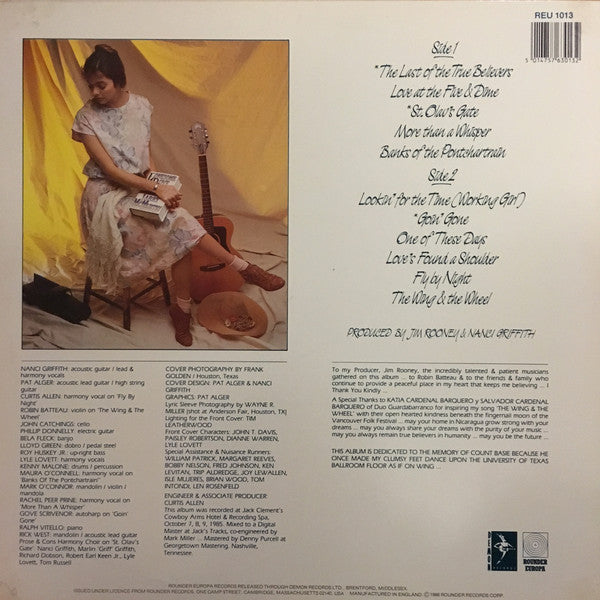 REU 1013
5 014757 630132
Side 1
"The Last of the True Believers
Love at the Five & Dime
"St. Olav's Gate
More than a Whisper
Banks of the Pontchartrain
Side 2
Lookin' for the Time (Working Girl)
"Goin' Gone
One of These Days
Love's Found a Shoulder
Fly by Night
The Wing & the Wheel
PRODUCED BY JIM ROONEY & NANCI GRIFFITH
NANCI GRIFFITH: acoustic guitar / lead &
harmony vocals
PAT ALGER: acoustic lead guitar / high string
guitar
CURTIS ALLEN: harmony vocal on 'Fly By
Night'
ROBIN BATTEAU: violin on 'The Wing & The
Wheel'
JOHN CATCHINGS: cello
PHILLIP DONNELLY: electric guitar
BELA FLECK: banjo
LLOYD GREEN: dobro / pedal steel
ROY HUSKEY Jr.: up-right bass
LYLE LOVETT: harmony vocals
KENNY MALONE: drums / percussion
MAURA O'CONNELL: harmony vocal on
'Banks Of The Pontchartrain'
MARK O'CONNOR: mandolin / violin /
mandola
RACHEL PEER PRINE: harmony vocal on
'More Than A Whisper'
GOVE SCRIVENOR: autoharp on 'Goin'
Gone'
RALPH VITELLO: piano
RICK WEST: mandolin / acoustic lead guitar
Prose & Cons Harmony Choir on 'St. Olav's
Gate' Nanci Griffith, Marlin 'Griff' Griffith,
Richard Dobson, Robert Earl Keen Jr., Lyle
Lovett, Tom Russell
COVER PHOTOGRAPHY BY FRANK
GOLDEN / Houston, Texas
COVER DESIGN: PAT ALGER & NANCI
GRIFFITH
GRAPHICS: PAT ALGER
Lyric Sleeve Photography by WAYNE R.
MILLER (shot at Anderson Fair, Houston, TX)
Lighting for the Front Cover: TIM
LEATHERWOOD
Front Cover Characters: JOHN T. DAVIS,
PAISLEY ROBERTSON, DIANNE WARREN,
LYLE LOVETT
Special Assistance & Nuisance Runners:
WILLIAM PATRICK, MARGARET REEVES,
BOBBY NELSON, FRED JOHNSON, KEN
LEVITAN, TRIP ALDREDGE, JOY LEWALLEN,
ISLE MUJERES, BRIAN WOOD, TOM
INTONDI, LEN ROSENFELD
ENGINEER & ASSOCIATE PRODUCER:
CURTIS ALLEN
This album was recorded at Jack Clement's
Cowboy Arms Hotel & Recording Spa,
October 7, 8, 9, 1985. Mixed to a Digital
Master at Jack's Tracks, co-engineered by
Mark Miller ... Mastered by Denny Purcell at
Georgetown Mastering, Nashville,
Tennessee.
To my Producer, Jim Rooney, the incredibly talented & patient musicians
gathered on this album ... to Robin Batteau & to the friends & family who
continue to provide a peaceful place in my heart that keeps me believing ... I
Thank You Kindly ...
A Special Thanks to KATIA CARDENAL BARQUERO y SALVADOR CARDENAL
BARQUERO of Duo Guardabarranco for inspiring my song 'THE WING & THE
WHEEL' with their open hearted kindness beneath the fingernail moon of the
Vancouver Folk Festival ... may your home in Nicaragua grow strong with your
dreams ... may you always share your dreams with the purity of your music ...
may you always remain true believers in humanity ... may you be the future ...
THIS ALBUM IS DEDICATED TO THE MEMORY OF COUNT BASIE BECAUSE HE
ONCE MADE MY CLUMSY FEET DANCE UPON THE UNIVERSITY OF TEXAS
BALLROOM FLOOR AS IF ON WING ...
DEMON
RECORDS
ROUNDER
EUROPA
ROUNDER EUROPA RECORDS RELEASED THROUGH DEMON RECORDS LTD., BRENTFORD, MIDDLESEX.
ISSUED UNDER LICENCE FROM ROUNDER RECORDS, ONE CAMP STREET, CAMBRIDGE, MASSACHUSETTS 02140, USA MANUFACTURED IN ENGLAND. © 1986 ROUNDER RECORDS CORP.